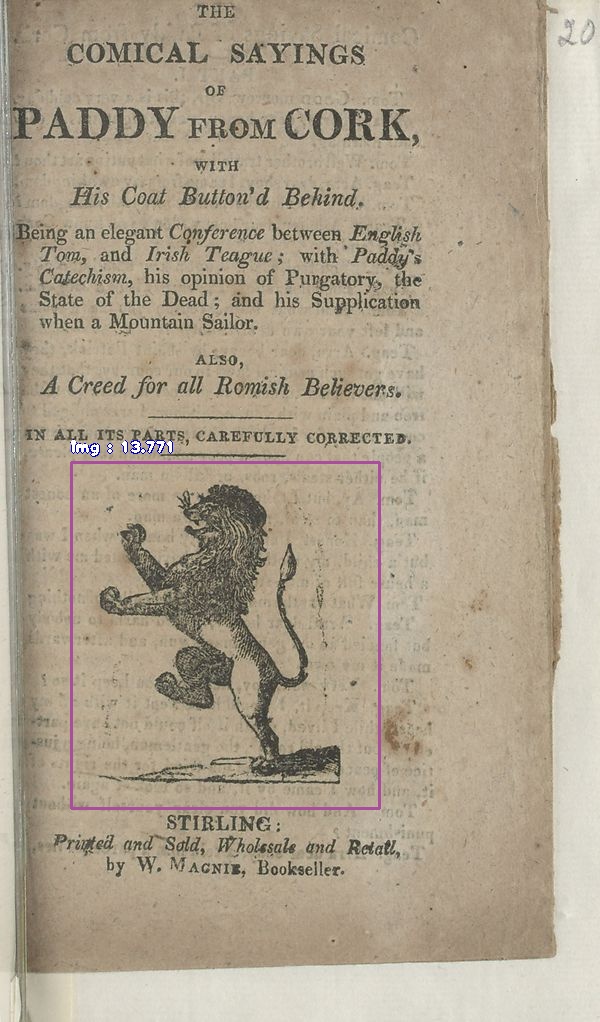 20
THE
COMICAL SAYINGS
OF
PADDY FROM CORK,
WITH
His Coat Button'd Behind.
Being an elegant Conference between English
Tom, and Irish Teague; with Paddy's
Catechism, his opinion of Purgatory, the
State of the Dead; and his Supplication
when a Mountain Sailor.
ALSO,
A Creed for all Romish Believers.
IN ALL ITS PARTS, CAREFULLY CORRECTED.
img : 13.771
STIRLING:
Printed and Sold, Wholesale and Retail,
by W. MACNIE, Bookseller.